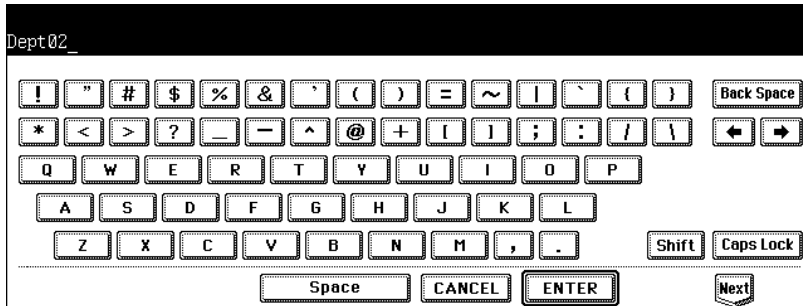 Dept02_
! " # $ % & ' ( ) = ~ | ` { } Back Space
* < > ? _ - ^ @ + [ ] ; : / \ ← →
Q W E R T Y U I O P
A S D F G H J K L
Z X C V B N M , . Shift Caps Lock
Space CANCEL ENTER Next